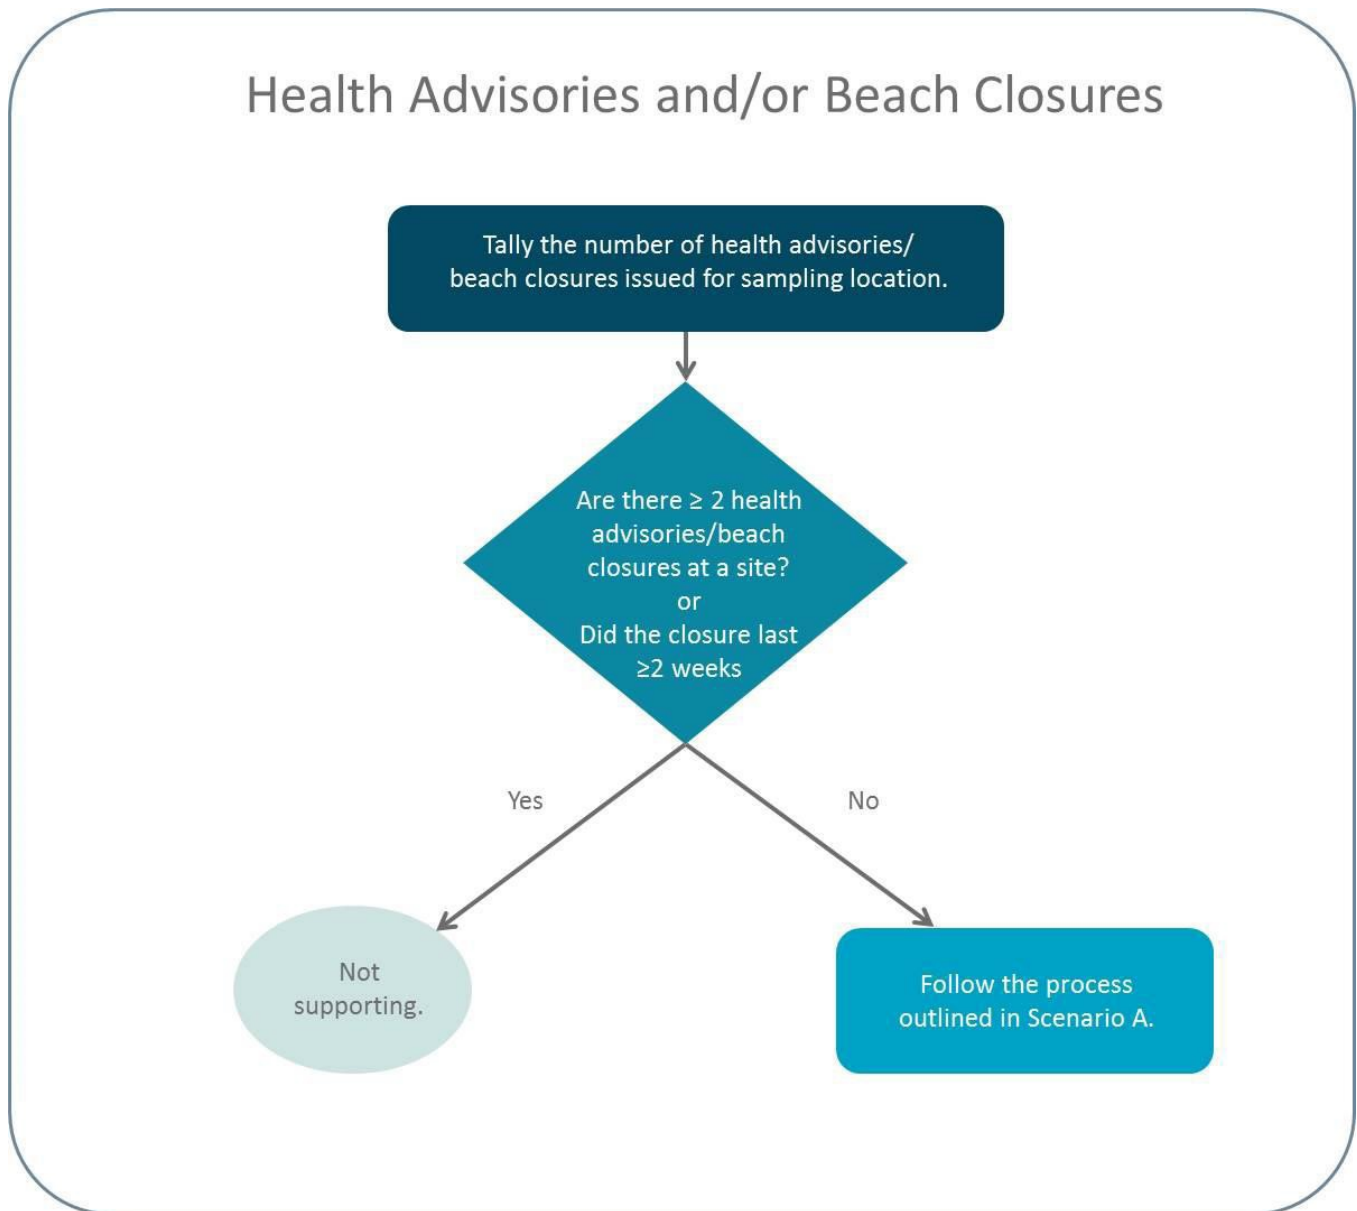 Health Advisories and/or Beach Closures
Tally the number of health advisories/
beach closures issued for sampling location.
Are there ≥ 2 health
advisories/beach
closures at a site?
or
Did the closure last
≥2 weeks
Yes
No
Not
supporting.
Follow the process
outlined in Scenario A.